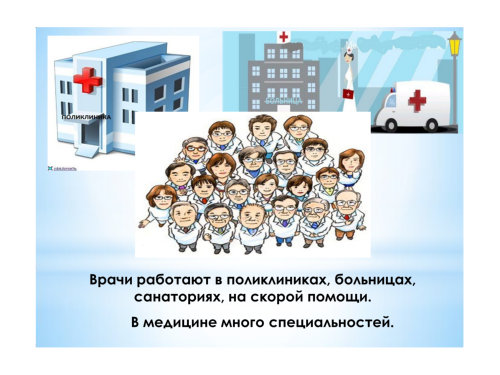 ПОЛИКЛИНИКА
БОЛЬНИЦА
Врачи работают в поликлиниках, больницах,
санаториях, на скорой помощи.
В медицине много специальностей.